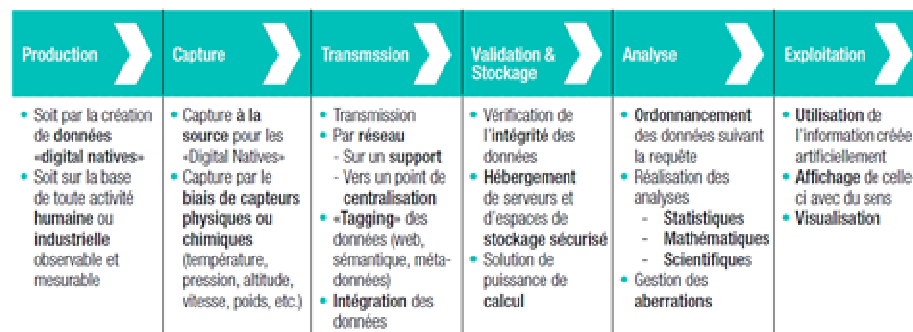 Production
Capture
Transmssion
Validation &
Stockage
Analyse
Exploitation
• Soit par la création
de données
«digital natives»
• Soit sur la base
de toute activité
humaine ou
industrielle
observable et
mesurable
• Capture à la
source pour les
«Digital Natives»
• Capture par le
biais de capteurs
physiques ou
chimiques
(température,
pression, altitude,
vitesse, poids, etc.)
• Transmission
• Par réseau
- Sur un support
- Vers un point de
centralisation
• «Tagging» des
données (web,
sémantique, méta-
données)
• Intégration des
données
• Vérification de
l'intégrité des
données
• Hébergement
de serveurs et
d'espaces de
stockage sécurisé
• Solution de
puissance de
calcul
• Ordonnancement
des données suivant
la requête
• Réalisation des
analyses
- Statistiques
- Mathématiques
- Scientifiques
• Gestion des
aberrations
• Utilisation de
l'information créée
artificiellement
• Affichage de celle-
ci avec du sens
• Visualisation